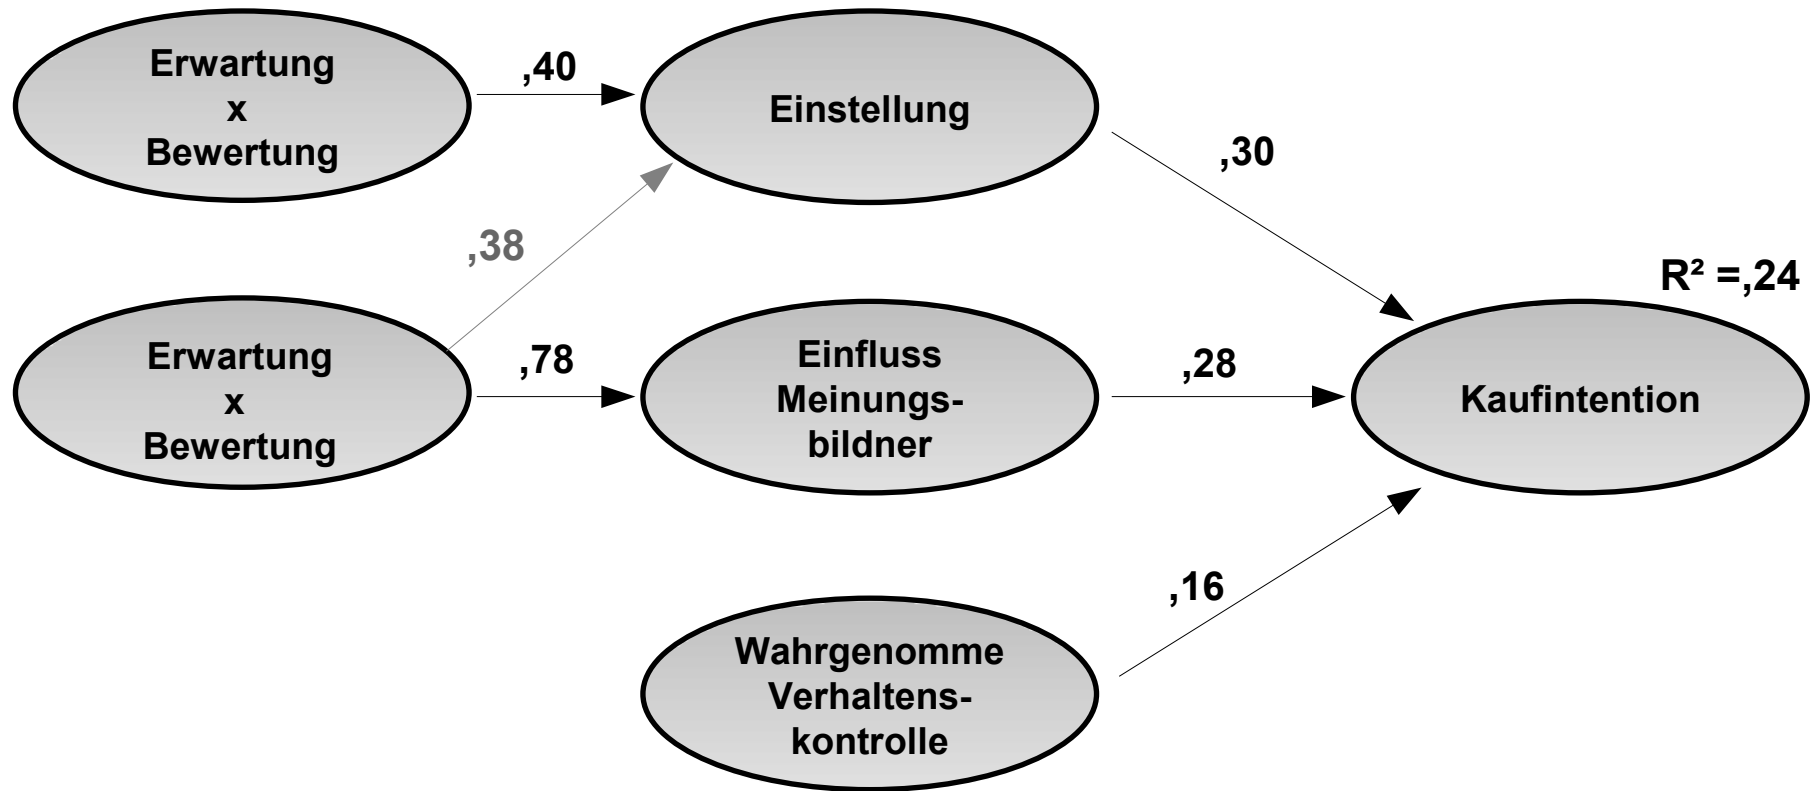 Erwartung
x
Bewertung
,40
Einstellung
,30
,38
R² =,24
Erwartung
x
Bewertung
,78
Einfluss
Meinungs-
bildner
,28
Kaufintention
,16
Wahrgenomme
Verhaltens-
kontrolle